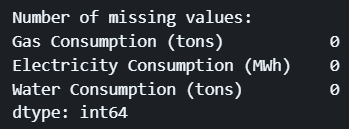 Number of missing values:
Gas Consumption (tons)           0
Electricity Consumption (MWh)    0
Water Consumption (tons)         0
dtype: int64